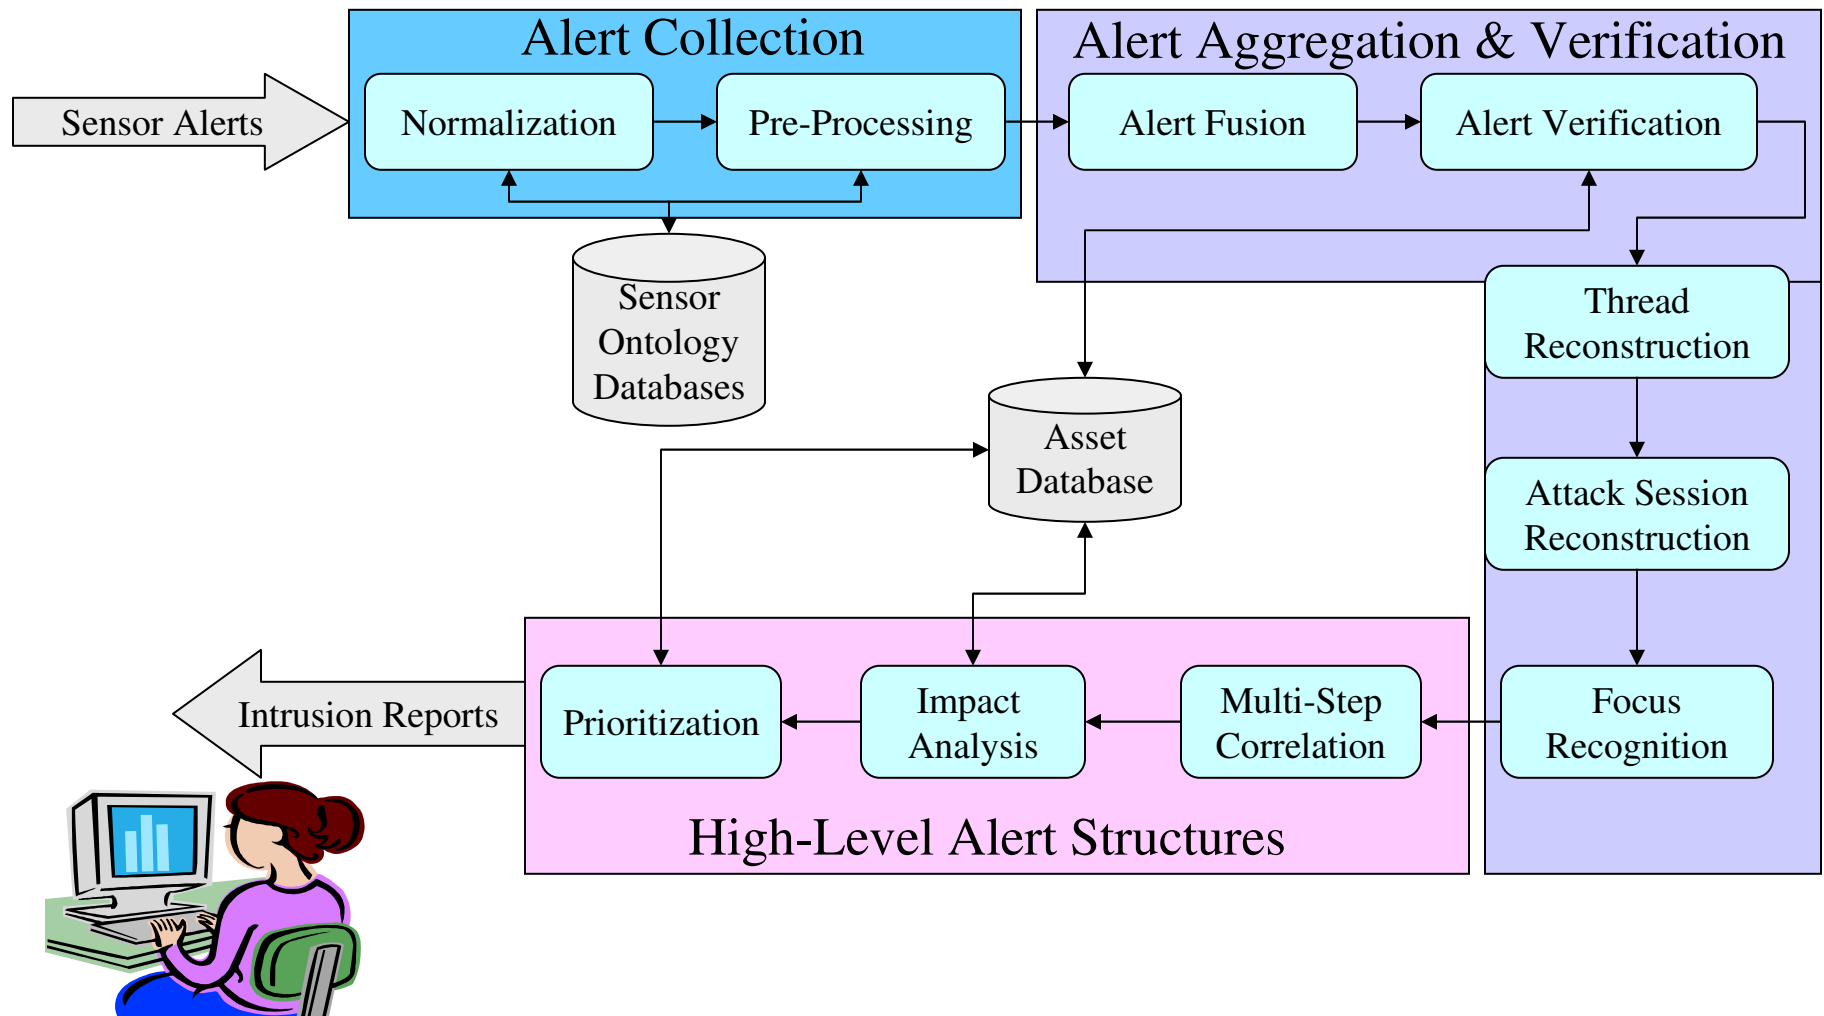 Alert Collection
Alert Aggregation & Verification
Sensor Alerts
Normalization
Pre-Processing
Alert Fusion
Alert Verification
Sensor
Ontology
Databases
Thread
Reconstruction
Asset
Database
Attack Session
Reconstruction
Intrusion Reports
Prioritization
Impact
Analysis
Multi-Step
Correlation
Focus
Recognition
High-Level Alert Structures